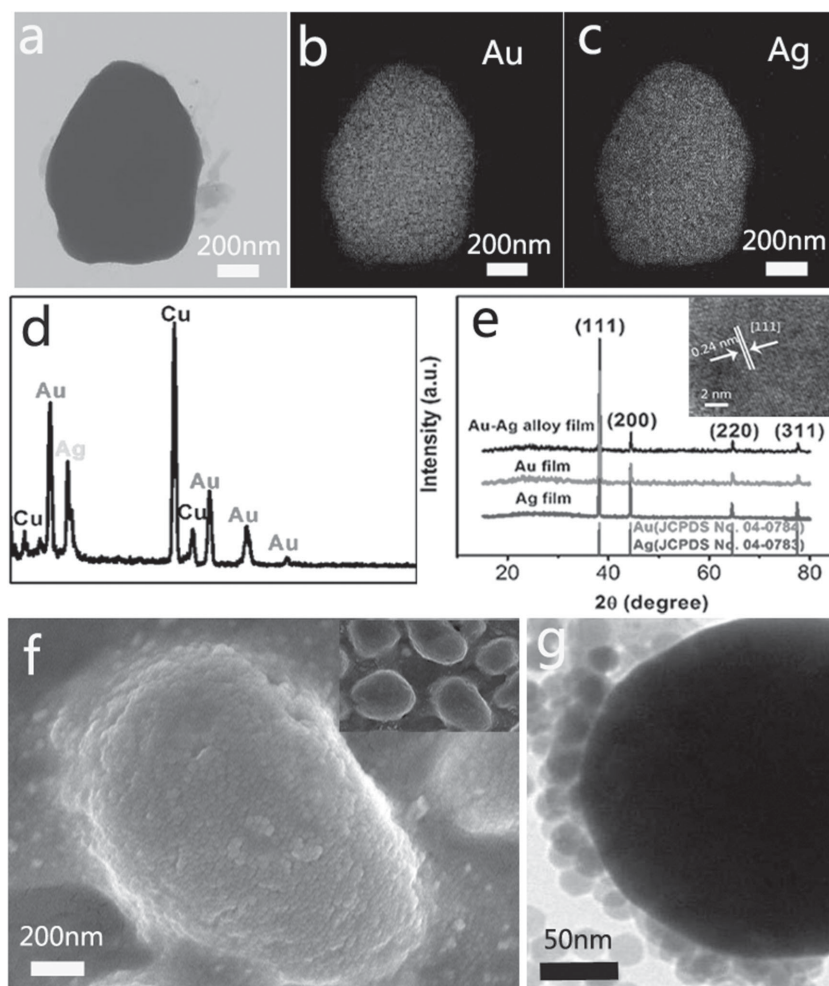 a
200nm
b
Au
200nm
c
Ag
200nm
d
Cu
Au
Ag
Cu
Cu
Au
Au
Au
e
Intensity (a.u.)
(111)
(200)
(220)
(311)
Au-Ag alloy film
Au film
Ag film
Au(JCPDS No. 04-0784)
Ag(JCPDS No. 04-0783)
20
40
60
80
2θ (degree)
0.24 nm
[111]
2 nm
f
200nm
g
50nm